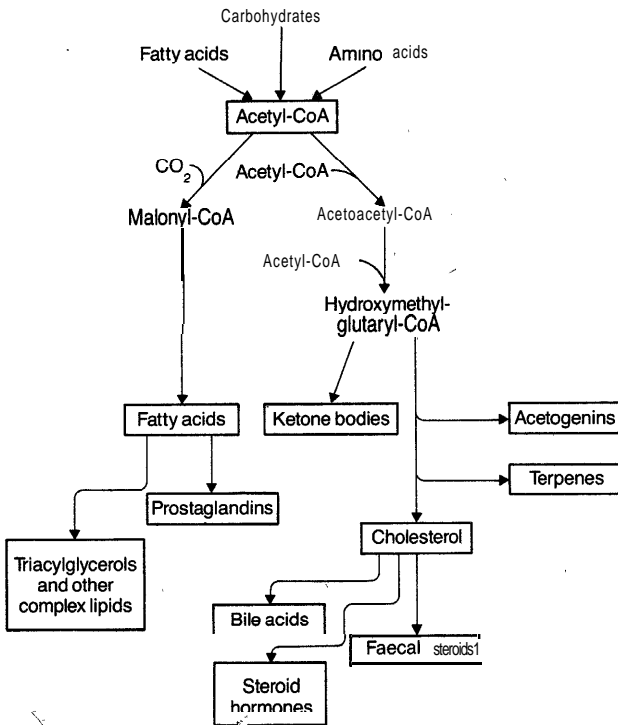 Carbohydrates
Fatty acids
Amino acids
Acetyl-CoA
CO2
Acetyl-CoA
Malonyl-CoA
Acetoacetyl-CoA
Acetyl-CoA
Hydroxymethyl-
glutaryl-CoA
Fatty acids
Ketone bodies
Acetogenins
Terpenes
Prostaglandins
Cholesterol
Triacylglycerols
and other
complex lipids
Bile acids
Faecal steroids1
Steroid
hormones